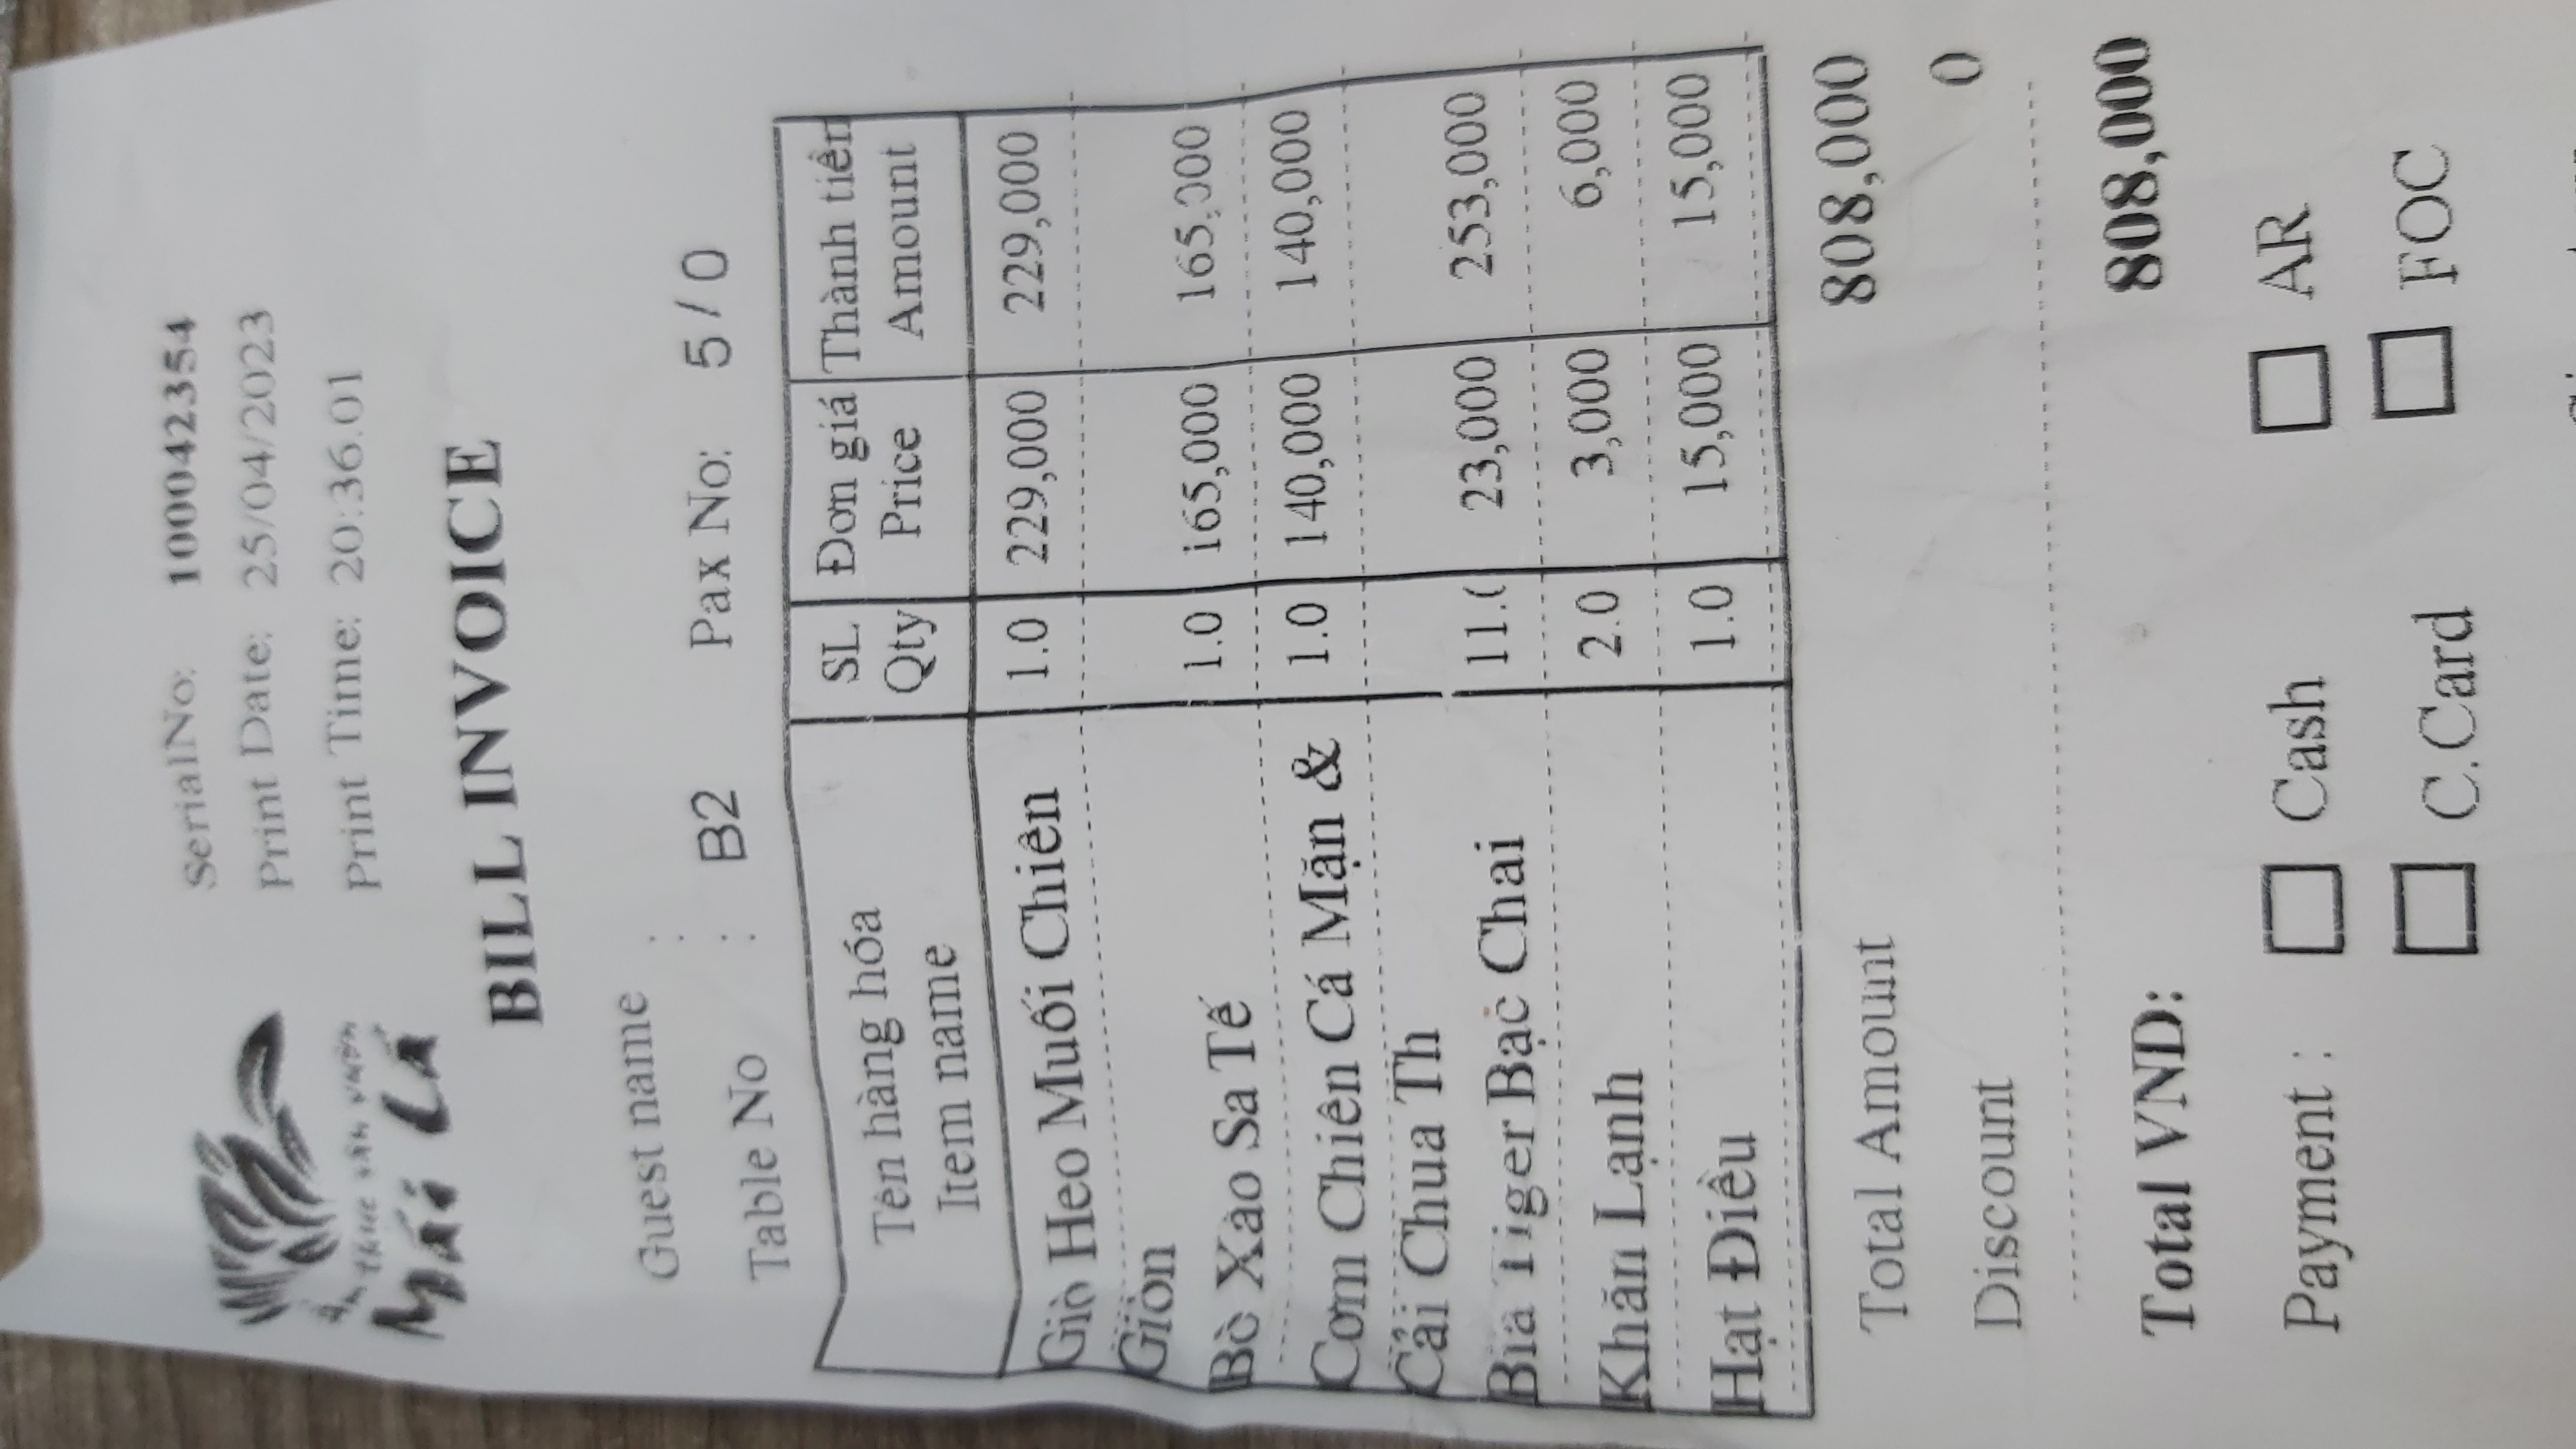 SerialNo: 100042354
Print Date: 25/04/2023
Print Time: 20:36.01
Ẩm thực sân vườn
Mái Lá
BILL INVOICE
Guest name :
Table No : B2 Pax No: 5 / 0
Tên hàng hóa SL Đơn giá Thành tiền
Item name Qty Price Amount
Giò Heo Muối Chiên 1.0 229,000 229,000
Giòn
Bò Xào Sa Tế 1.0 165,000 165,000
Cơm Chiên Cá Mặn & 1.0 140,000 140,000
Cải Chua Th
Bia Tiger Bạc Chai 11.0 23,000 253,000
Khăn Lạnh 2.0 3,000 6,000
Hạt Điều 1.0 15,000 15,000
Total Amount 808,000
Discount 0
Total VND: 808,000
Payment : Cash AR
C.Card FOC